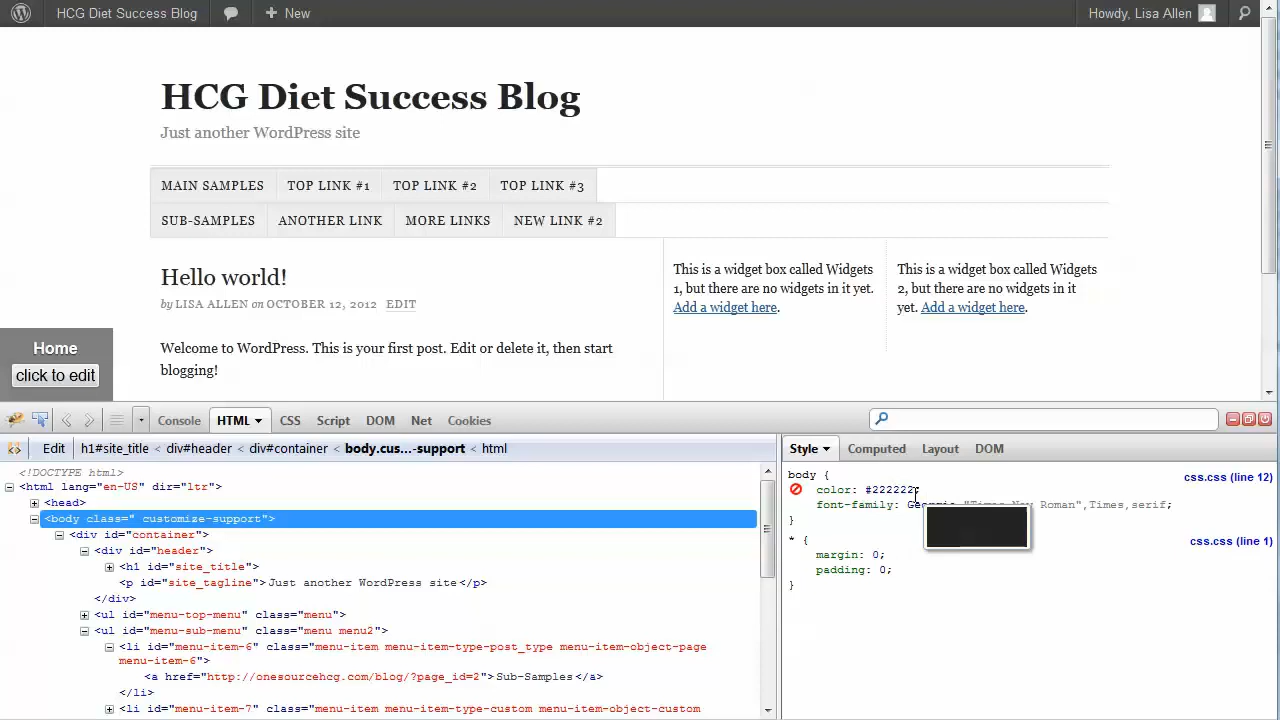 HCG Diet Success Blog New Howdy, Lisa Allen
HCG Diet Success Blog
Just another WordPress site
MAIN SAMPLES TOP LINK #1 TOP LINK #2 TOP LINK #3
SUB-SAMPLES ANOTHER LINK MORE LINKS NEW LINK #2
Hello world!
by LISA ALLEN on OCTOBER 12, 2012 EDIT
Welcome to WordPress. This is your first post. Edit or delete it, then start
blogging!
This is a widget box called Widgets
1, but there are no widgets in it yet.
Add a widget here.
This is a widget box called Widgets
2, but there are no widgets in it
yet. Add a widget here.
Home
click to edit
Console HTML CSS Script DOM Net Cookies
Edit h1#site_title < div#header < div#container < body.cus...-support < html
<!DOCTYPE html>
<html lang="en-US" dir="ltr">
<head>
<body class=" customize-support">
<div id="container">
<div id="header">
<h1 id="site_title">
<p id="site_tagline">Just another WordPress site</p>
</div>
<ul id="menu-top-menu" class="menu">
<ul id="menu-sub-menu" class="menu menu2">
<li id="menu-item-6" class="menu-item menu-item-type-post_type menu-item-object-page
menu-item-6">
<a href="http://onesourcehcg.com/blog/?page_id=2">Sub-Samples</a>
</li>
<li id="menu-item-7" class="menu-item menu-item-type-custom menu-item-object-custom
Style Computed Layout DOM
body { css.css (line 12)
color: #222222;
font-family: "Times New Roman",Times,serif;
}
* { css.css (line 1)
margin: 0;
padding: 0;
}